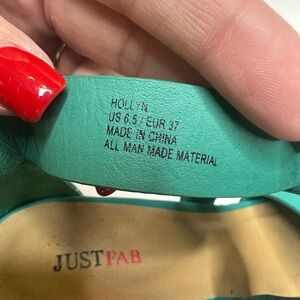 HOLLYN
US 6.5 / EUR 37
MADE IN CHINA
ALL MAN MADE MATERIAL
JUSTFAB